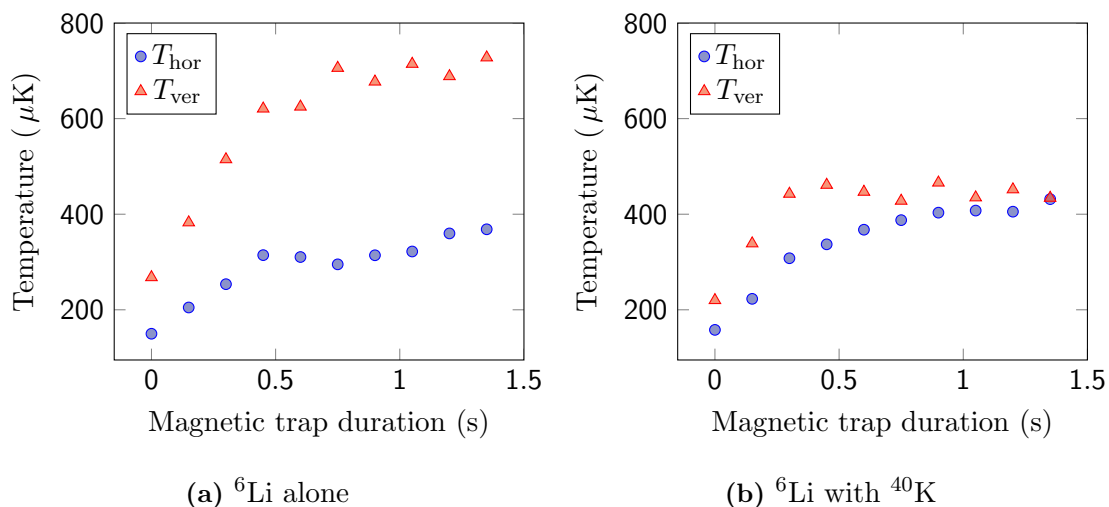 800
600
400
200
0
0.5
1
1.5
Temperature ( μK)
Magnetic trap duration (s)
T_hor
T_ver
(a) ⁶Li alone
800
600
400
200
0
0.5
1
1.5
Temperature ( μK)
Magnetic trap duration (s)
T_hor
T_ver
(b) ⁶Li with ⁴⁰K